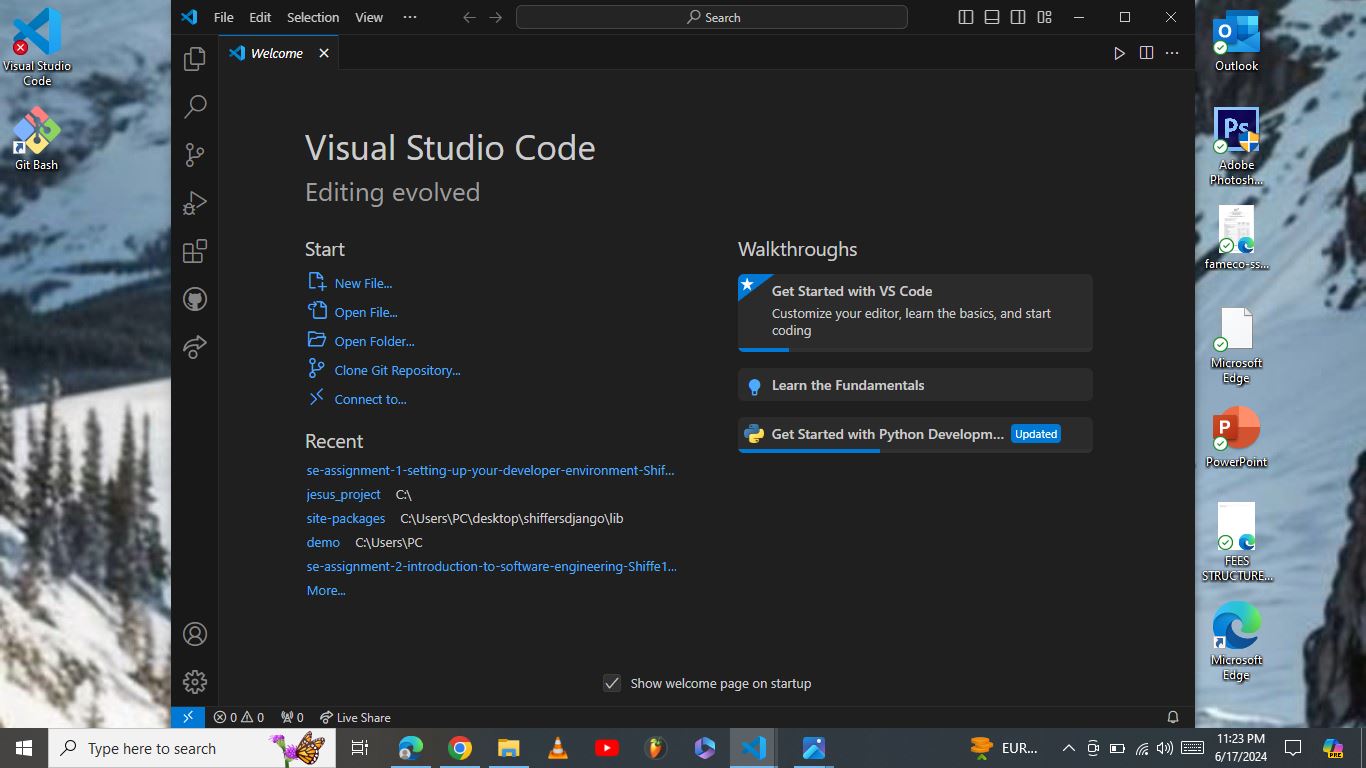 File Edit Selection View ···
Search
Visual Studio
Code
Git Bash
Welcome
Visual Studio Code
Editing evolved
Start
New File...
Open File...
Open Folder...
Clone Git Repository...
Connect to...
Recent
se-assignment-1-setting-up-your-developer-environment-Shif...
jesus_project C:\
site-packages C:\Users\PC\desktop\shiffersdjango\lib
demo C:\Users\PC
se-assignment-2-introduction-to-software-engineering-Shiffe1...
More...
Walkthroughs
Get Started with VS Code
Customize your editor, learn the basics, and start
coding
Learn the Fundamentals
Get Started with Python Developm... Updated
Show welcome page on startup
0 0 0 Live Share
Outlook
Ps
Adobe
Photosh...
fameco-ss...
Microsoft
Edge
P
PowerPoint
FEES
STRUCTURE...
Microsoft
Edge
Type here to search
EUR...
11:23 PM
6/17/2024
PRE